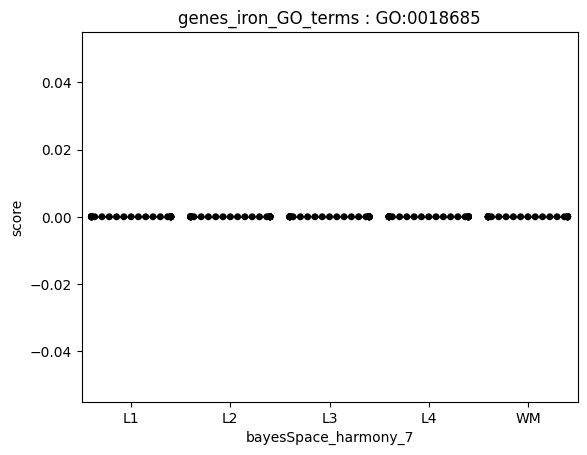 genes_iron_GO_terms : GO:0018685
0.04
0.02
0.00
−0.02
−0.04
score
L1 L2 L3 L4 WM
bayesSpace_harmony_7